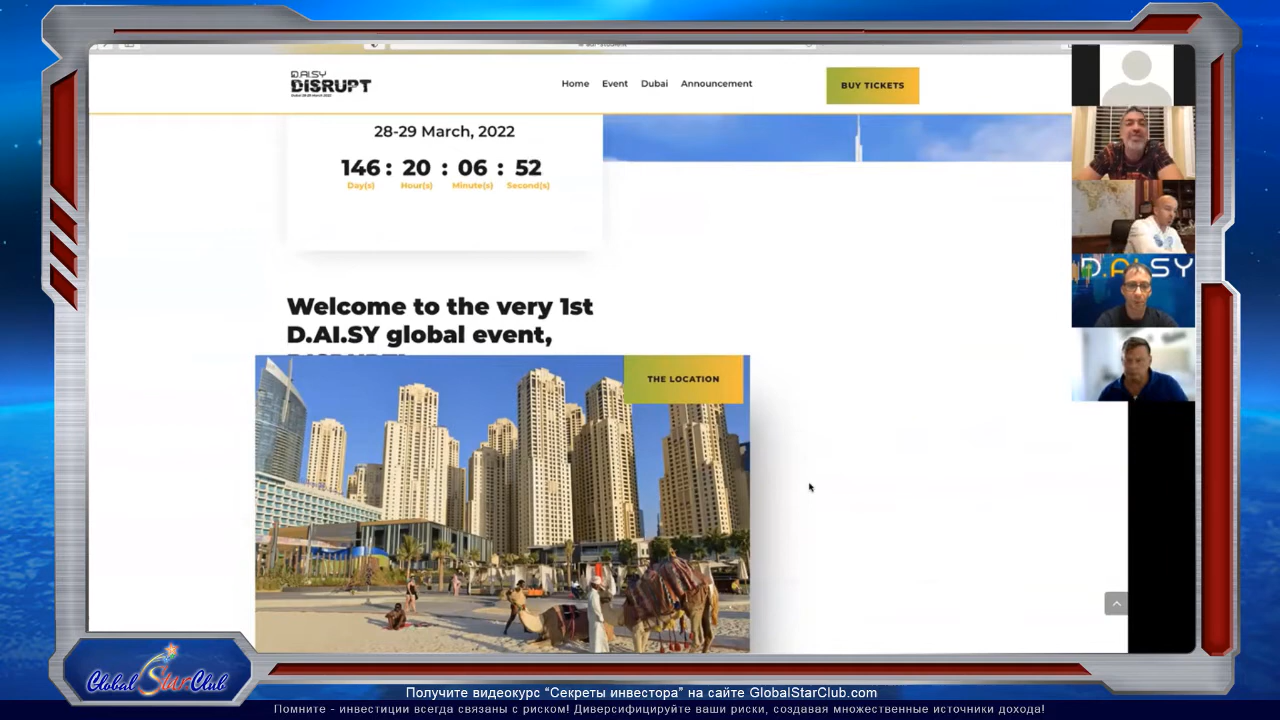 D.AI.SY
DISRUPT
Home
Event
Dubai
Announcement
BUY TICKETS
28-29 March, 2022
146 : 20 : 06 : 52
Day(s) Hour(s) Minute(s) Second(s)
Welcome to the very 1st
D.AI.SY global event,
THE LOCATION
D.AI.SY
Global Star Club
Получите видеокурс "Секреты инвестора" на сайте GlobalStarClub.com
Помните - инвестиции всегда связаны с риском! Диверсифицируйте ваши риски, создавая множественные источники дохода!